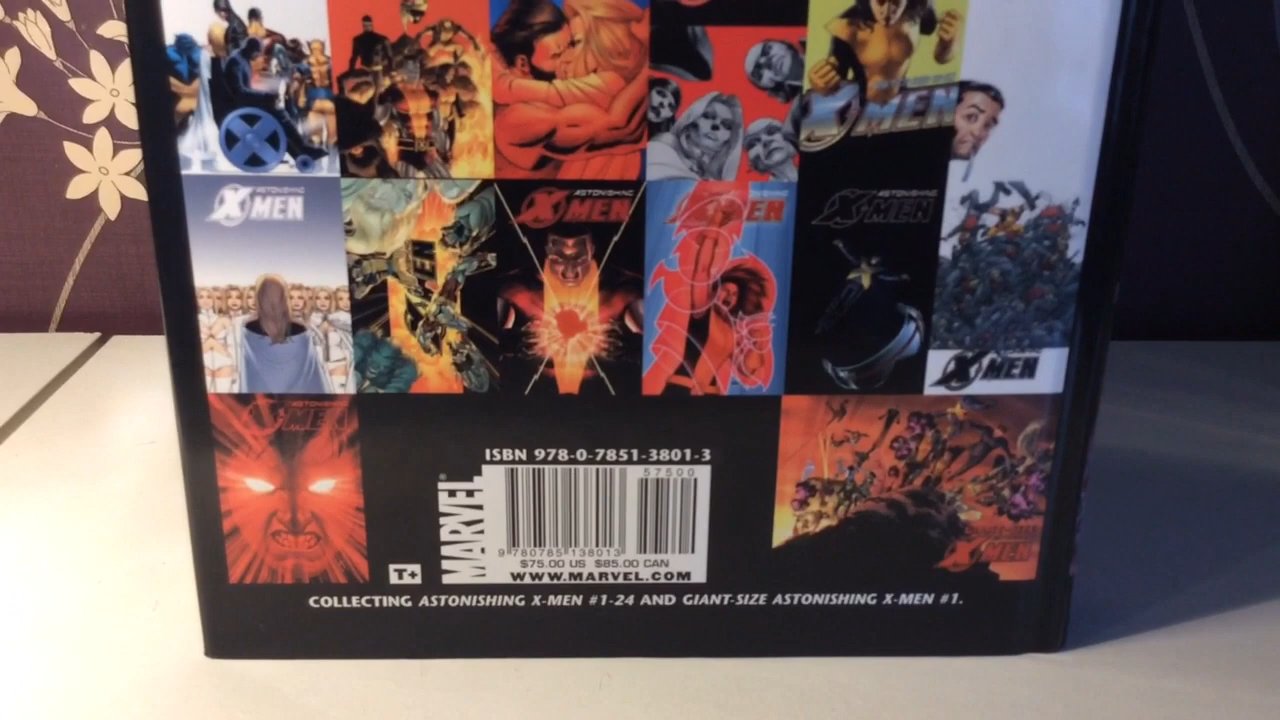 X-MEN
ASTONISHING
X-MEN
ASTONISHING
X-MEN
ASTONISHING
ASTONISHING
X-MEN
X-MEN
ISBN 978-0-7851-3801-3
57500
MARVEL®
9 780785 138013
$75.00 US $85.00 CAN
T+
WWW.MARVEL.COM
X-MEN
COLLECTING ASTONISHING X-MEN #1-24 AND GIANT-SIZE ASTONISHING X-MEN #1.